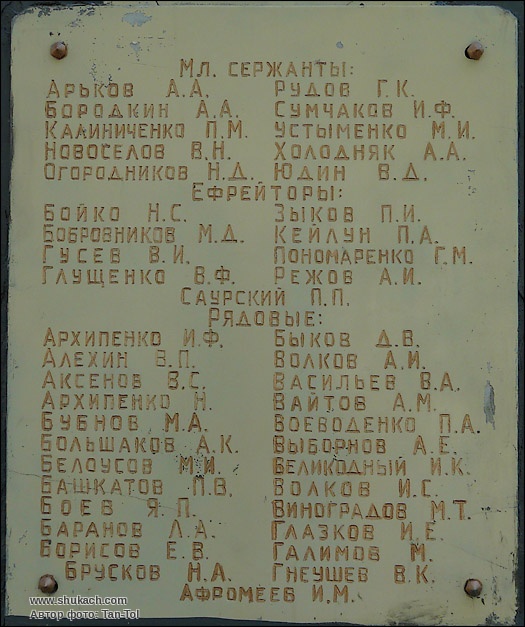 Мл. сержанты:
Арьков А.А. Рудов Г.К.
Бородкин А.А. Сумчаков И.Ф.
Калиниченко П.М. Устыменко М.И.
Новоселов В.Н. Холодняк А.А.
Огородников Н.Д. Юдин В.Д.
Ефрейторы:
Бойко Н.С. Зыков П.И.
Бобровников М.Д. Кейлун П.А.
Гусев В.И. Пономаренко Г.М.
Глущенко В.Ф. Режов А.И.
Саурский П.П.
Рядовые:
Архипенко И.Ф. Быков Д.В.
Алехин В.П. Волков А.И.
Аксенов В.С. Васильев В.А.
Архипенко Н. Вайтов А.М.
Бубнов М.А. Воеводенко П.А.
Большаков А.К. Выборнов А.Е.
Белоусов М.И. Великодный И.К.
Башкатов П.В. Волков И.С.
Боев Я.П. Виноградов М.Т.
Баранов Л.А. Глазков И.Е.
Борисов Е.В. Галимов М.
Брусков Н.А. Гнеушев В.К.
Афромеев И.М.
www.shukach.com
Автор фото: Tan-Tol